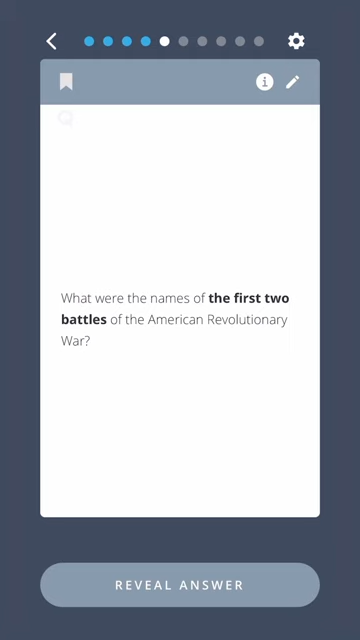 What were the names of the first two
battles of the American Revolutionary
War?
REVEAL ANSWER